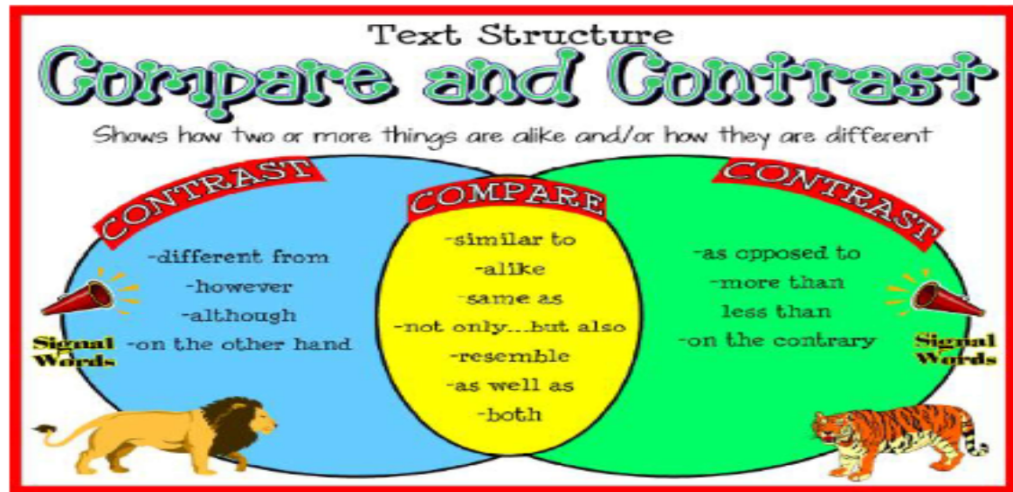 Text Structure
Compare and Contrast
Shows how two or more things are alike and/or how they are different
CONTRAST
-different from
-however
-although
-on the other hand
Signal
Words
COMPARE
-similar to
-alike
-same as
-not only...but also
-resemble
-as well as
-both
CONTRAST
-as opposed to
-more than
less than
-on the contrary
Signal
Words